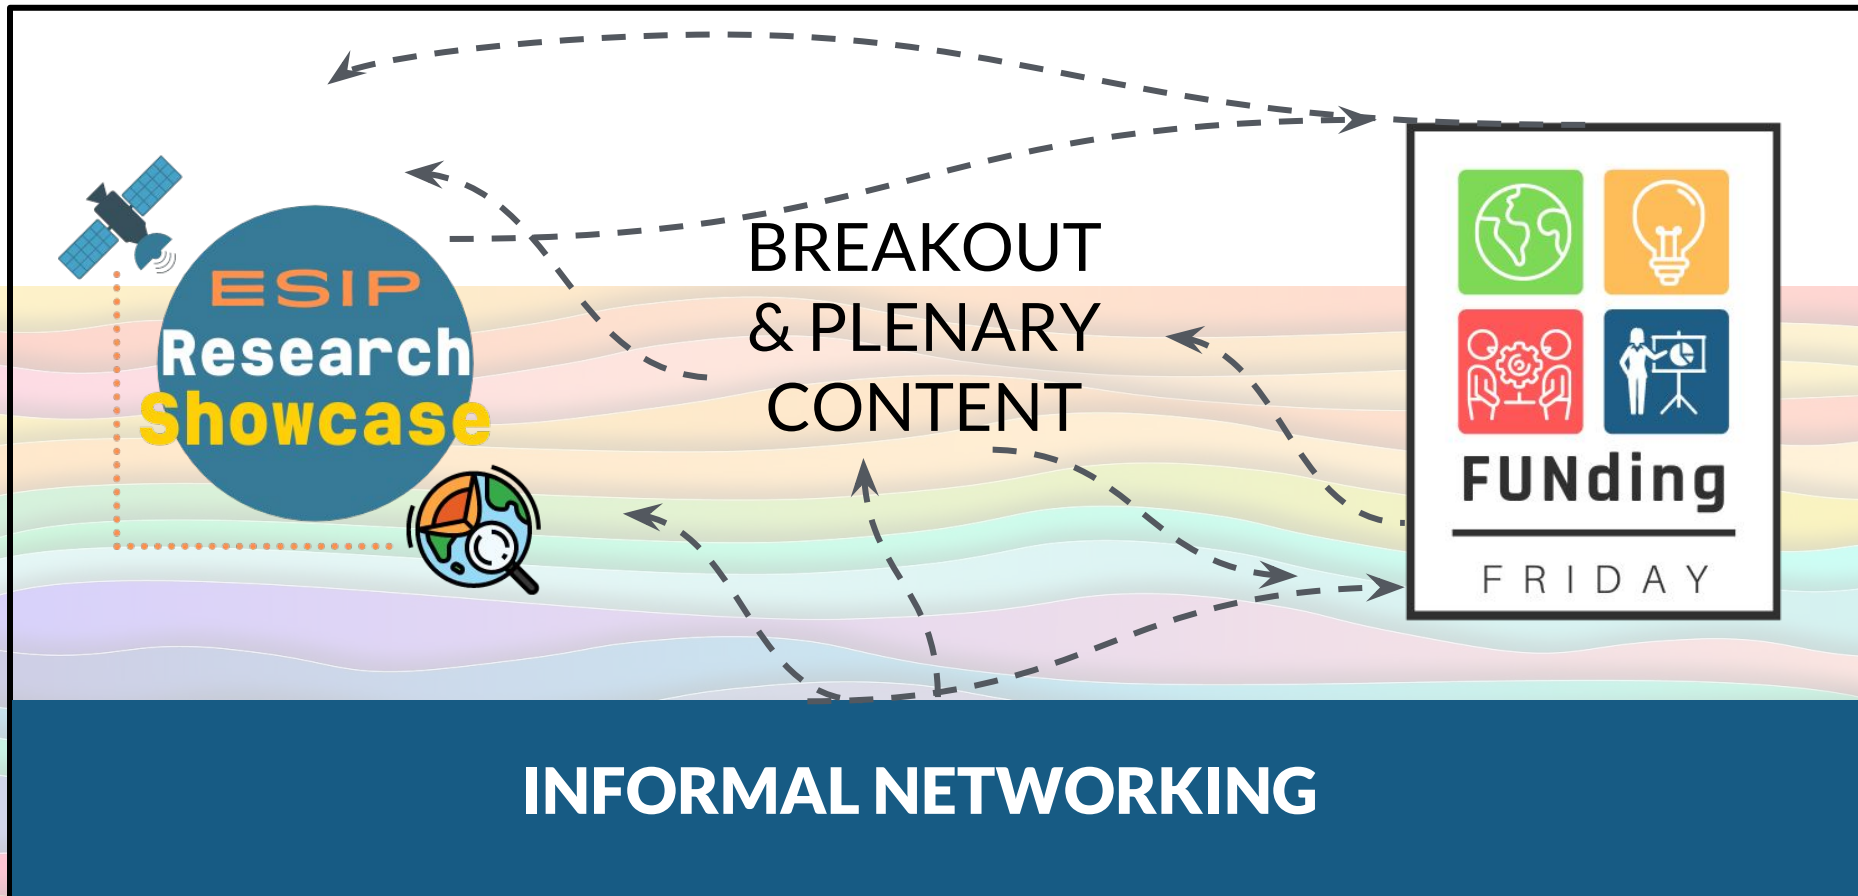 ESIP
Research
Showcase
BREAKOUT
& PLENARY
CONTENT
FUNding
FRIDAY
INFORMAL NETWORKING